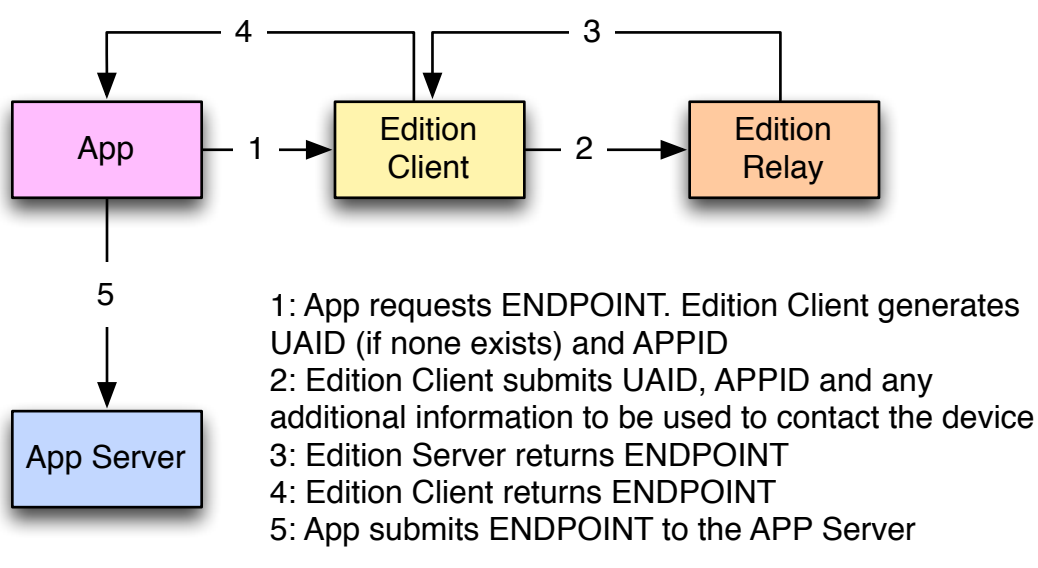 4
3
App
1
Edition
Client
2
Edition
Relay
5
App Server
1: App requests ENDPOINT. Edition Client generates
UAID (if none exists) and APPID
2: Edition Client submits UAID, APPID and any
additional information to be used to contact the device
3: Edition Server returns ENDPOINT
4: Edition Client returns ENDPOINT
5: App submits ENDPOINT to the APP Server